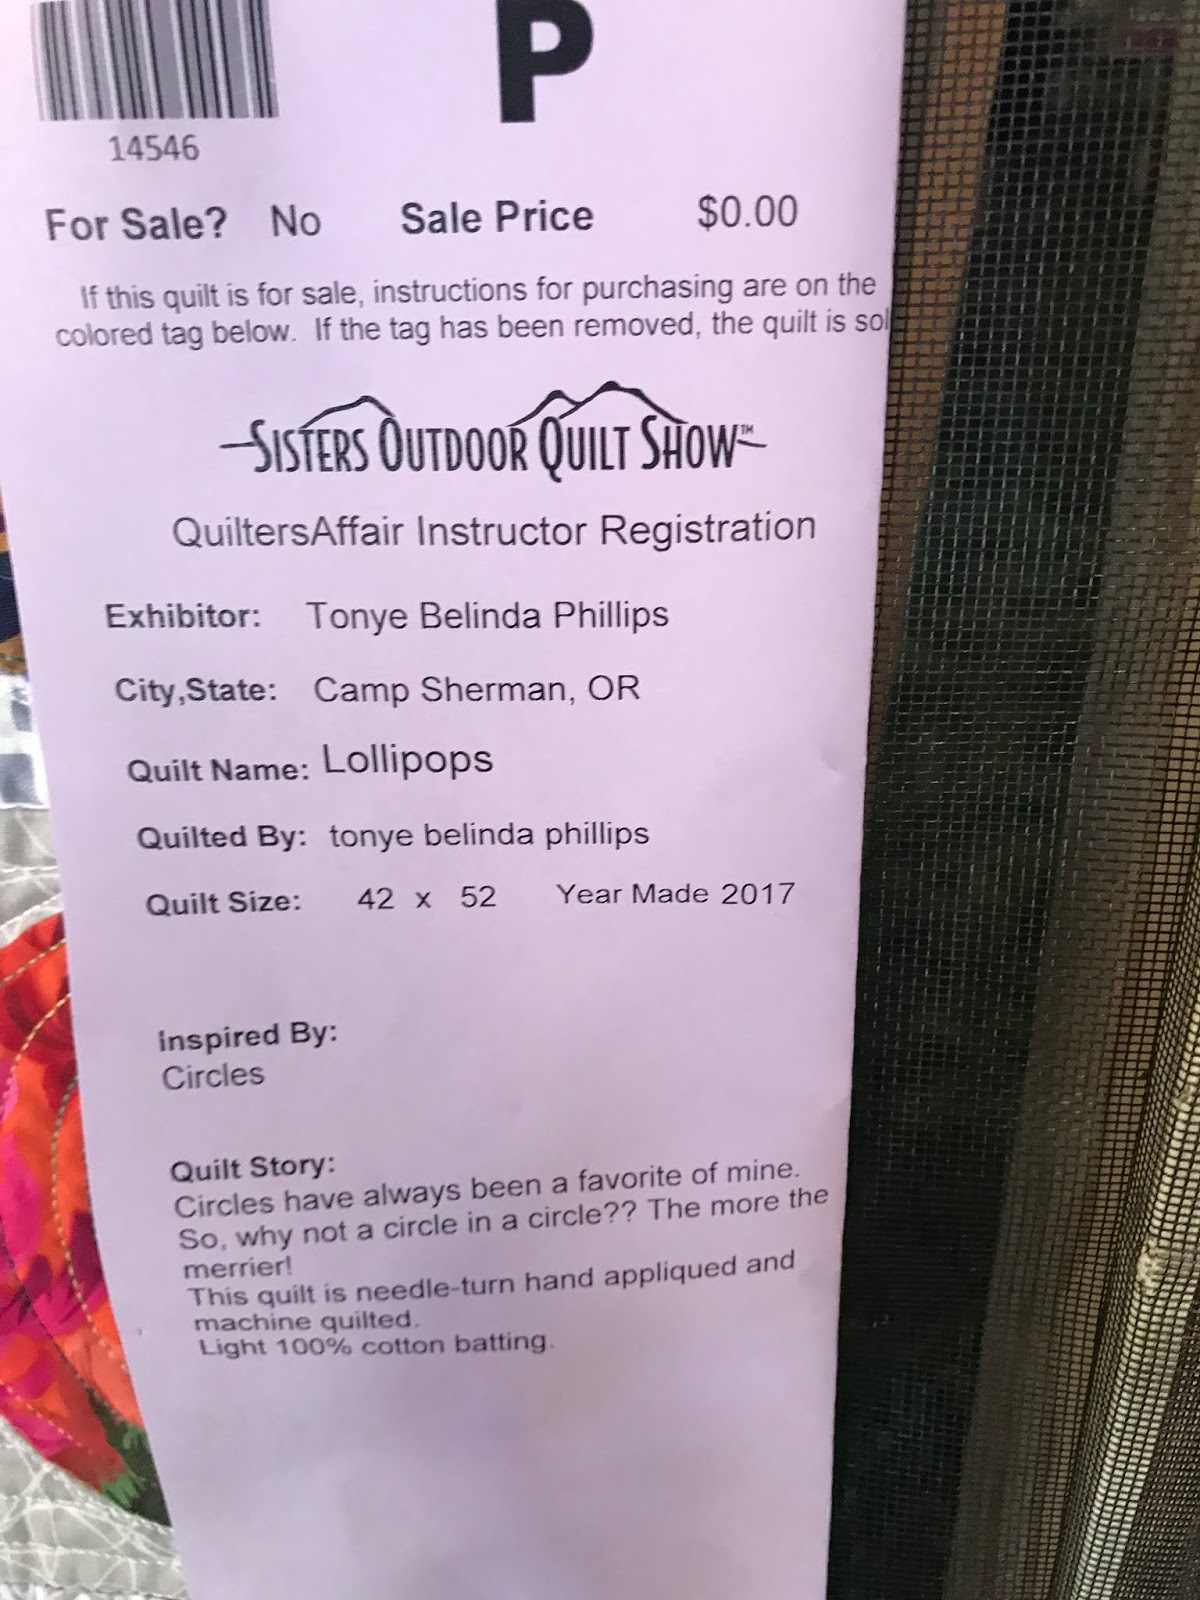 P
14546
For Sale? No Sale Price $0.00
If this quilt is for sale, instructions for purchasing are on the
colored tag below. If the tag has been removed, the quilt is sol
SISTERS OUTDOOR QUILT SHOW™
QuiltersAffair Instructor Registration
Exhibitor: Tonye Belinda Phillips
City,State: Camp Sherman, OR
Quilt Name: Lollipops
Quilted By: tonye belinda phillips
Quilt Size: 42 x 52 Year Made 2017
Inspired By:
Circles
Quilt Story:
Circles have always been a favorite of mine.
So, why not a circle in a circle?? The more the
merrier!
This quilt is needle-turn hand appliqued and
machine quilted.
Light 100% cotton batting.